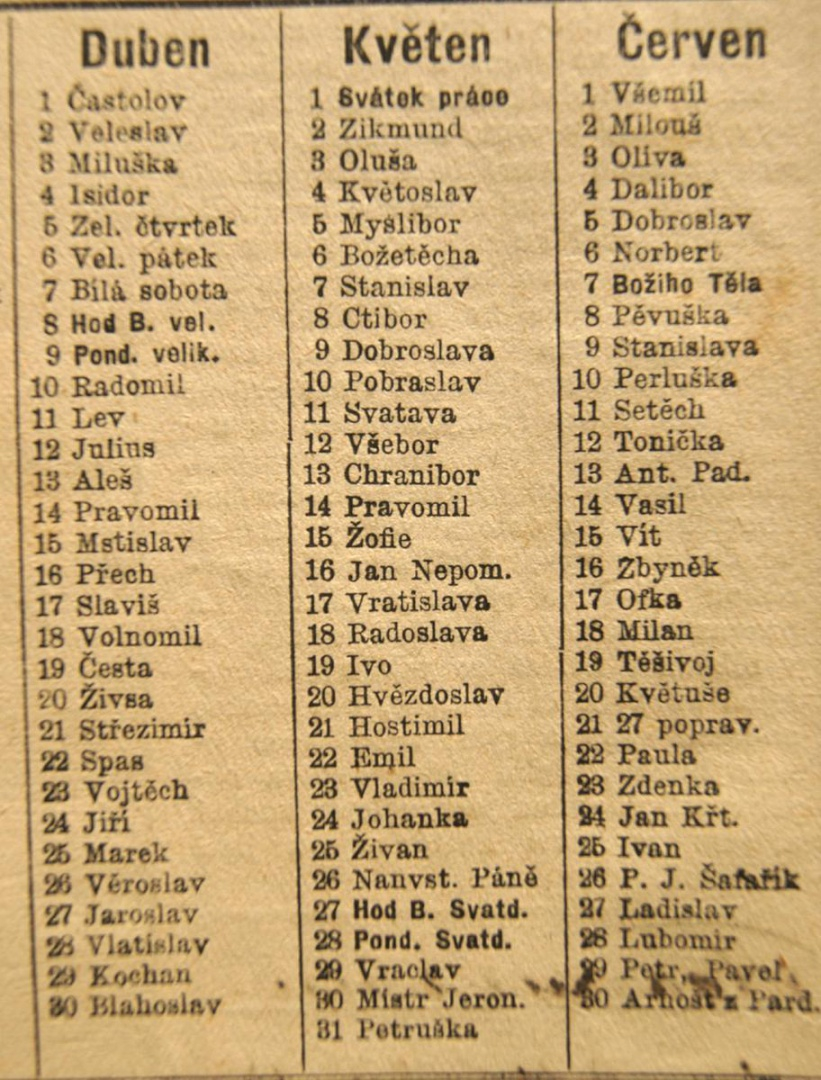 Duben
1 Častolov
2 Veleslav
3 Miluška
4 Isidor
5 Zel. čtvrtek
6 Vel. pátek
7 Bílá sobota
8 Hod B. vel.
9 Pond. velik.
10 Radomil
11 Lev
12 Julius
13 Aleš
14 Pravomil
15 Mstislav
16 Přech
17 Slaviš
18 Volnomil
19 Česta
20 Živsa
21 Střezimír
22 Spas
23 Vojtěch
24 Jiří
25 Marek
26 Věroslav
27 Jaroslav
28 Vlatislav
29 Kochan
30 Blahoslav
Květen
1 Svátek práce
2 Zikmund
3 Oluša
4 Květoslav
5 Myslibor
6 Božetěcha
7 Stanislav
8 Ctibor
9 Dobroslava
10 Pobraslav
11 Svatava
12 Všebor
13 Chranibor
14 Pravomil
15 Žofie
16 Jan Nepom.
17 Vratislava
18 Radoslava
19 Ivo
20 Hvězdoslav
21 Hostimil
22 Emil
23 Vladimír
24 Johanka
25 Živan
26 Nanvst. Páně
27 Hod B. Svatd.
28 Pond. Svatd.
29 Vraclav
30 Mistr Jeron.
31 Petruška
Červen
1 Všemil
2 Milouš
3 Oliva
4 Dalibor
5 Dobroslav
6 Norbert
7 Božího Těla
8 Pěvuška
9 Stanislava
10 Perluška
11 Setěch
12 Tonička
13 Ant. Pad.
14 Vasil
15 Vít
16 Zbyněk
17 Ofka
18 Milan
19 Těšivoj
20 Květuše
21 27 poprav.
22 Paula
23 Zdenka
24 Jan Křt.
25 Ivan
26 P. J. Šafařík
27 Ladislav
28 Lubomír
29 Petr, Pavel
30 Arnošt z Pard.